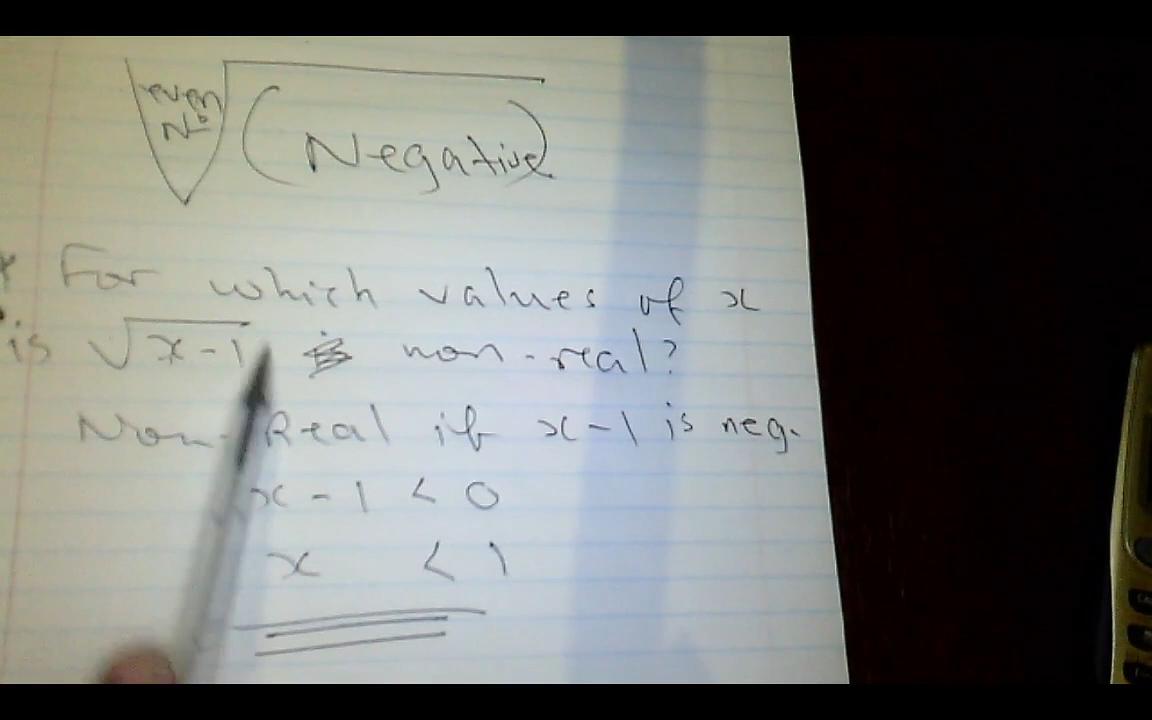 even
No
(Negative)
* For which values of x
is √x-1 non-real?
Non-Real if x-1 is neg.
x-1 < 0
x < 1